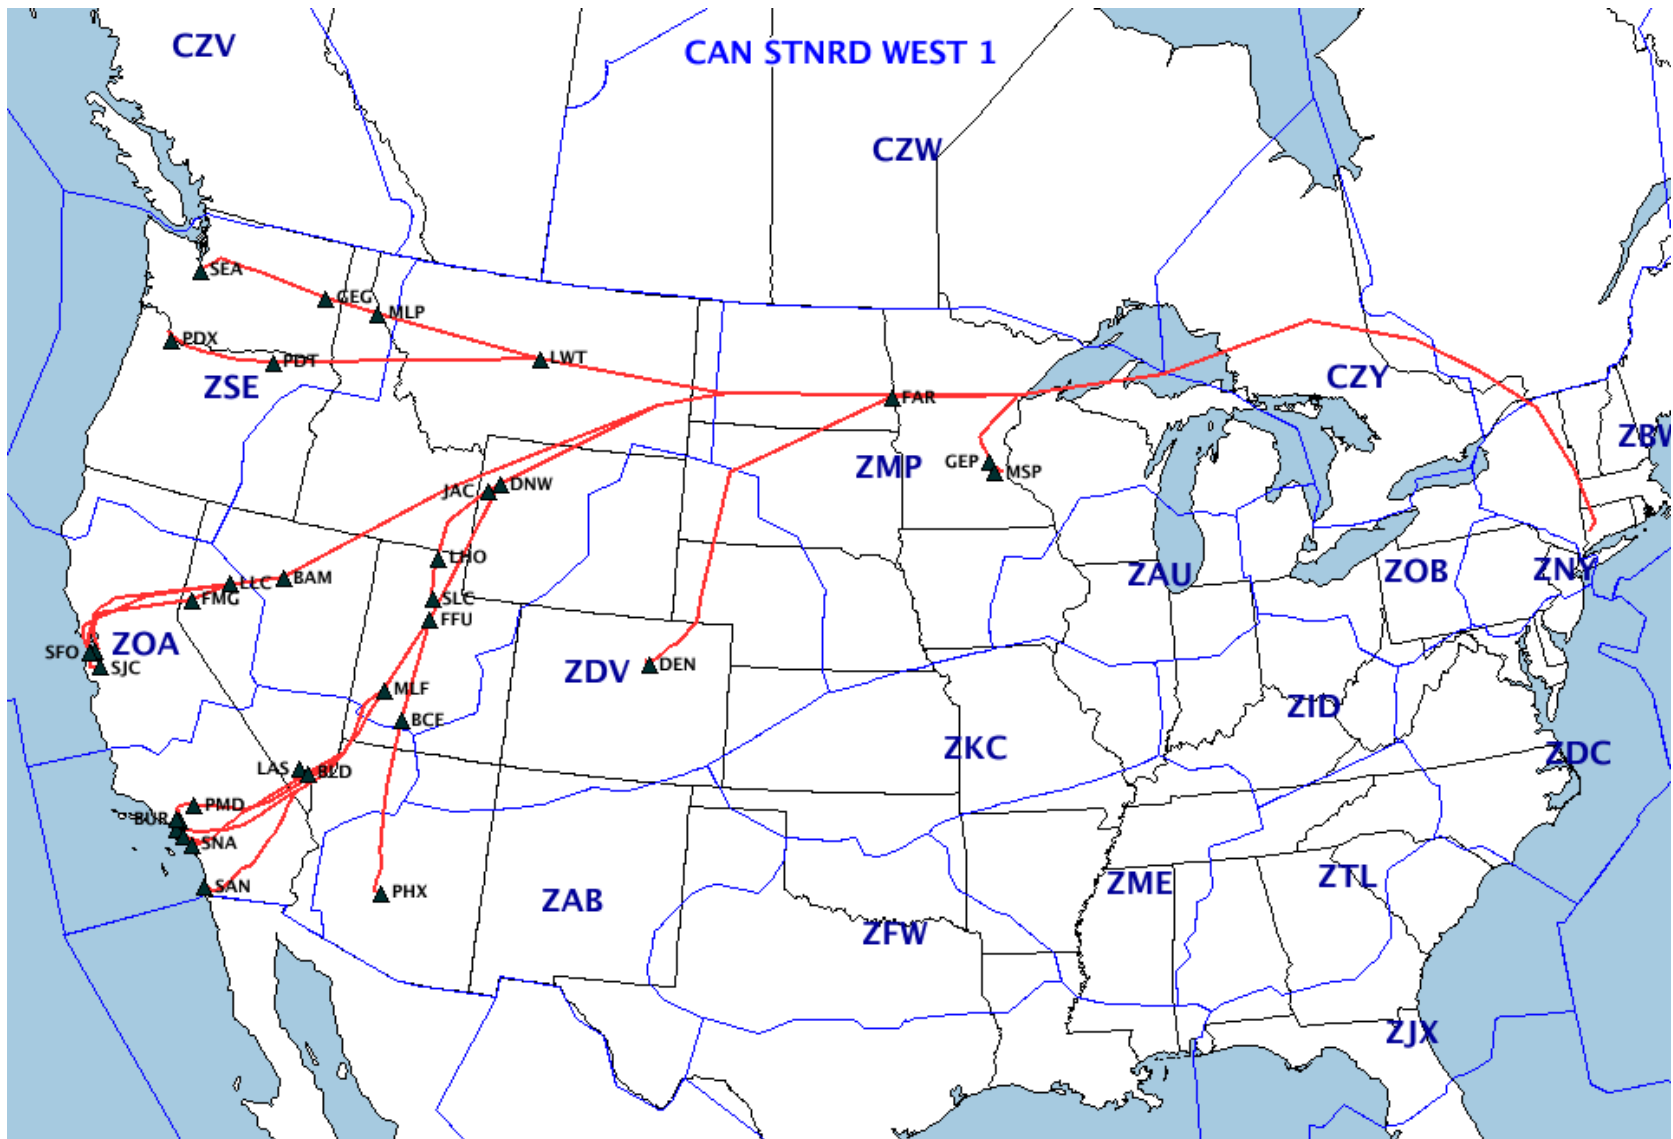 CZV
CAN STNRD WEST 1
CZW
SEA
GEG
MLP
PDX
PDT
LWT
ZSE
CZY
FAR
ZBW
ZMP
GEP
MSP
JAC
DNW
LHO
LLC
BAM
FMG
SLC
FFU
ZAU
ZOB
ZNY
SFO
ZOA
SJC
ZDV
DEN
MLF
BCE
ZID
ZKC
ZDC
LAS
BLD
PMD
BUR
SNA
SAN
PHX
ZAB
ZME
ZTL
ZFW
ZJX